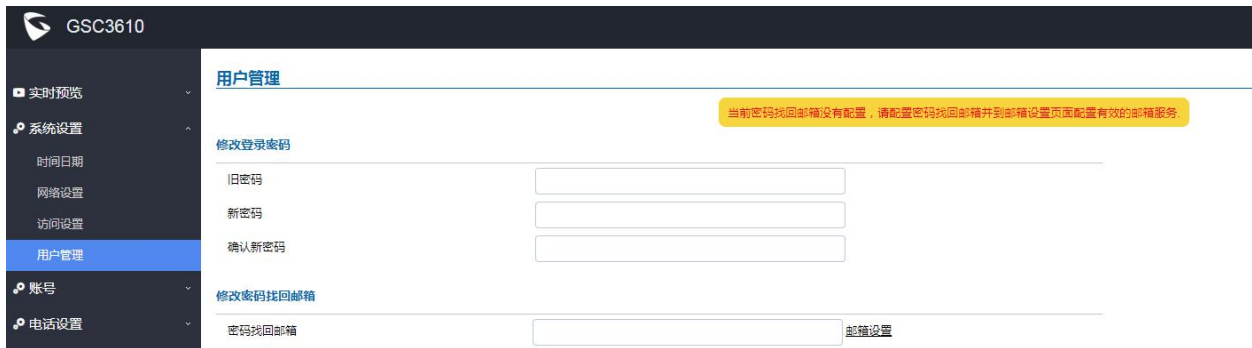 GSC3610
实时预览
系统设置
时间日期
网络设置
访问设置
用户管理
账号
电话设置
用户管理
当前密码找回邮箱没有配置，请配置密码找回邮箱并到邮箱设置页面配置有效的邮箱服务.
修改登录密码
旧密码
新密码
确认新密码
修改密码找回邮箱
密码找回邮箱 邮箱设置